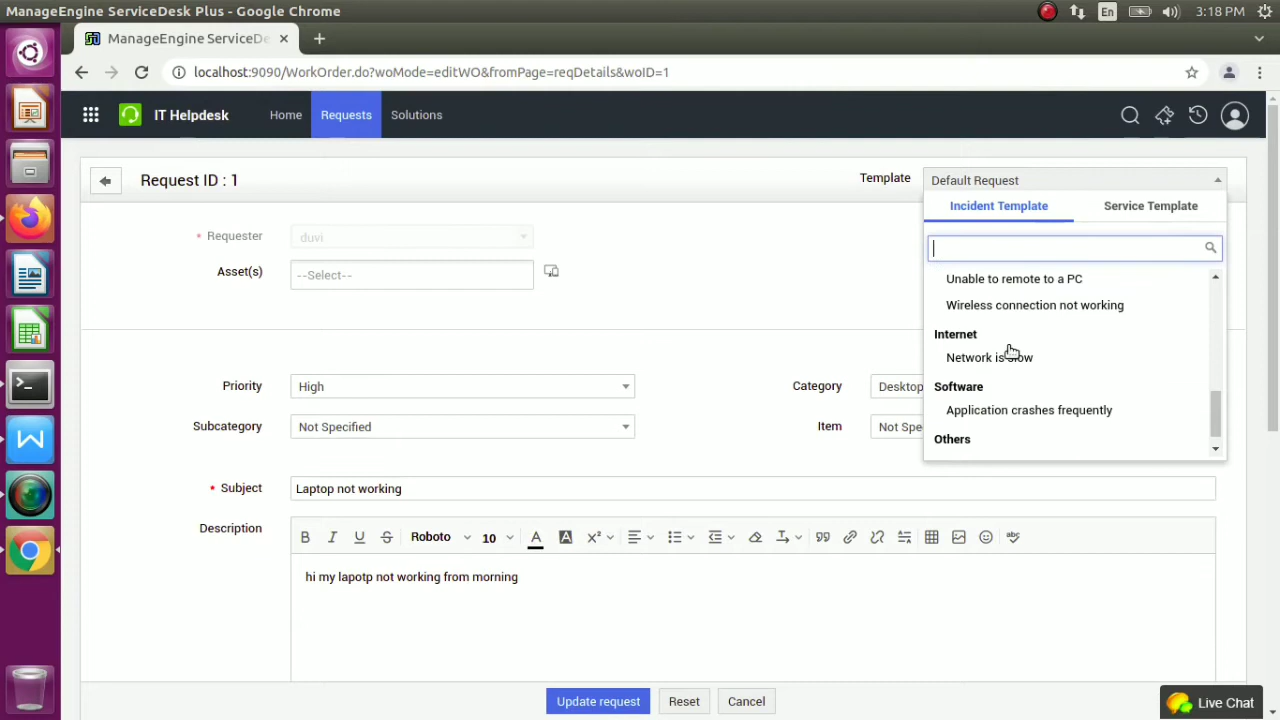 ManageEngine ServiceDesk Plus - Google Chrome
En
3:18 PM
ManageEngine ServiceDe
localhost:9090/WorkOrder.do?woMode=editWO&fromPage=reqDetails&woID=1
IT Helpdesk
Home
Requests
Solutions
Request ID : 1
Template
Default Request
Incident Template
Service Template
* Requester
duvi
Asset(s)
--Select--
Unable to remote to a PC
Wireless connection not working
Internet
Network is slow
Software
Application crashes frequently
Others
Priority
High
Category
Desktop
Subcategory
Not Specified
Item
Not Spe
* Subject
Laptop not working
Description
B I U S Roboto 10 A A X² T abc
hi my lapotp not working from morning
Update request
Reset
Cancel
Live Chat